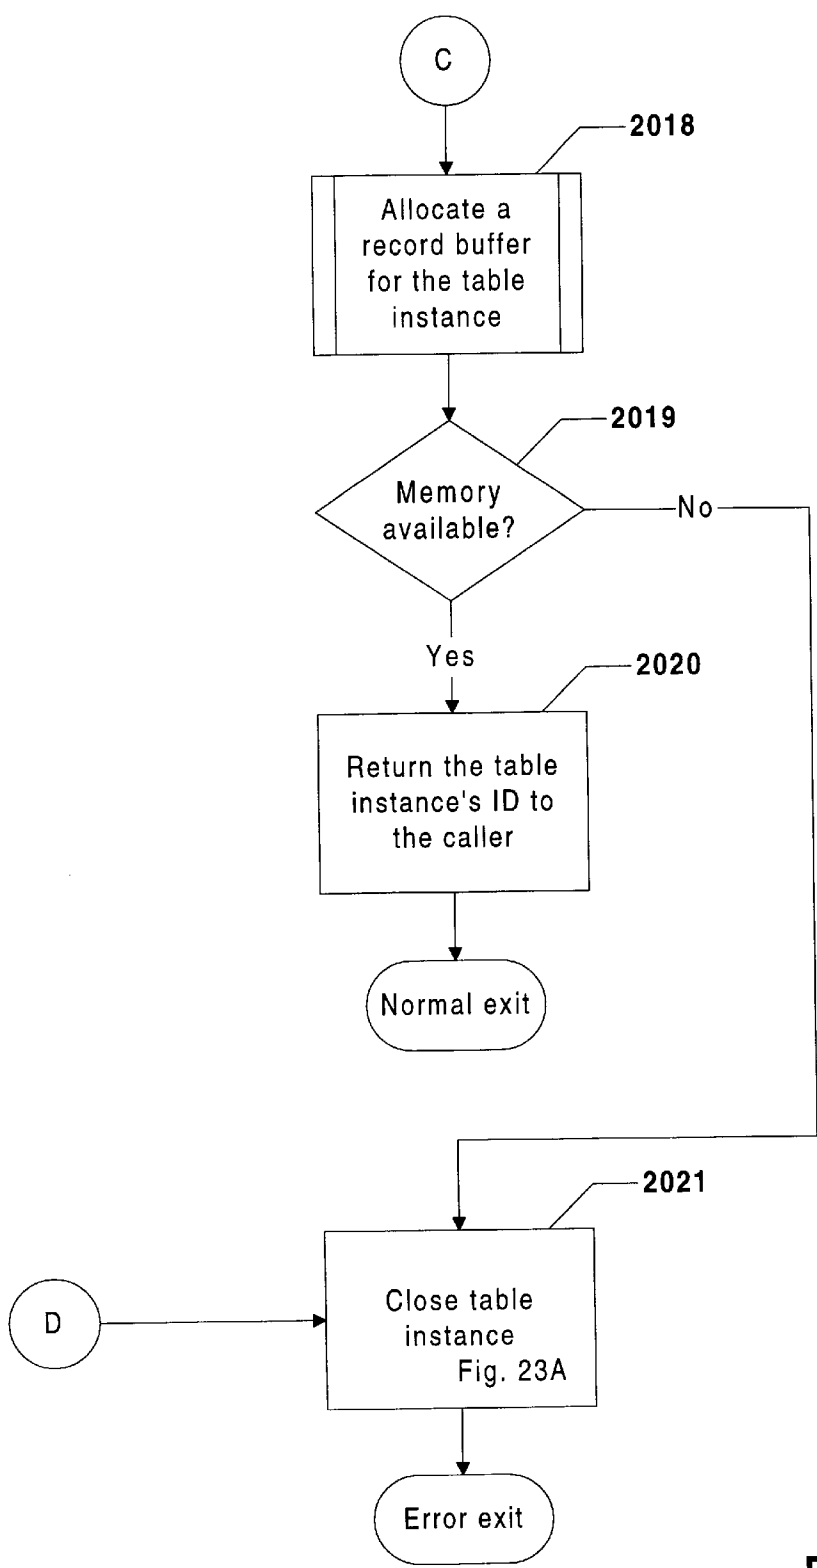 C
2018
Allocate a
record buffer
for the table
instance
2019
Memory
available?
No
Yes
2020
Return the table
instance's ID to
the caller
Normal exit
2021
D
Close table
instance
Fig. 23A
Error exit